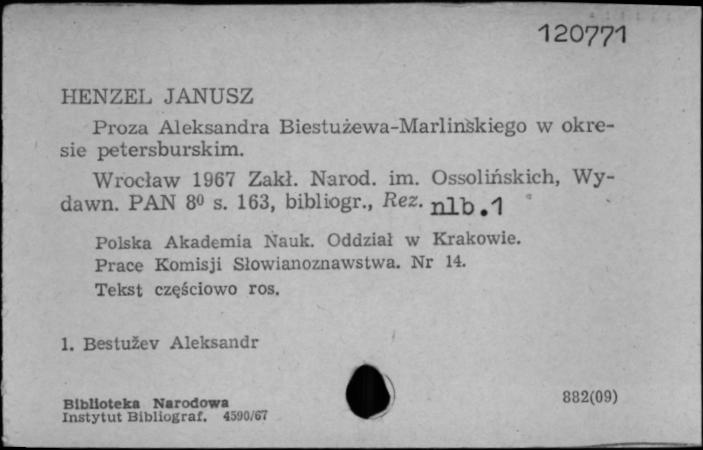 120771
HENZEL JANUSZ
Proza Aleksandra Biestużewa-Marlinskiego w okre-
sie petersburskim.
Wrocław 1967 Zakł. Narod. im. Ossolińskich, Wy-
dawn. PAN 8⁰ s. 163, bibliogr., Rez. nlb.1
Polska Akademia Nauk. Oddział w Krakowie.
Prace Komisji Słowianoznawstwa. Nr 14.
Tekst częściowo ros.
1. Bestužev Aleksandr
Biblioteka Narodowa
Instytut Bibliograf. 4590/67
882(09)